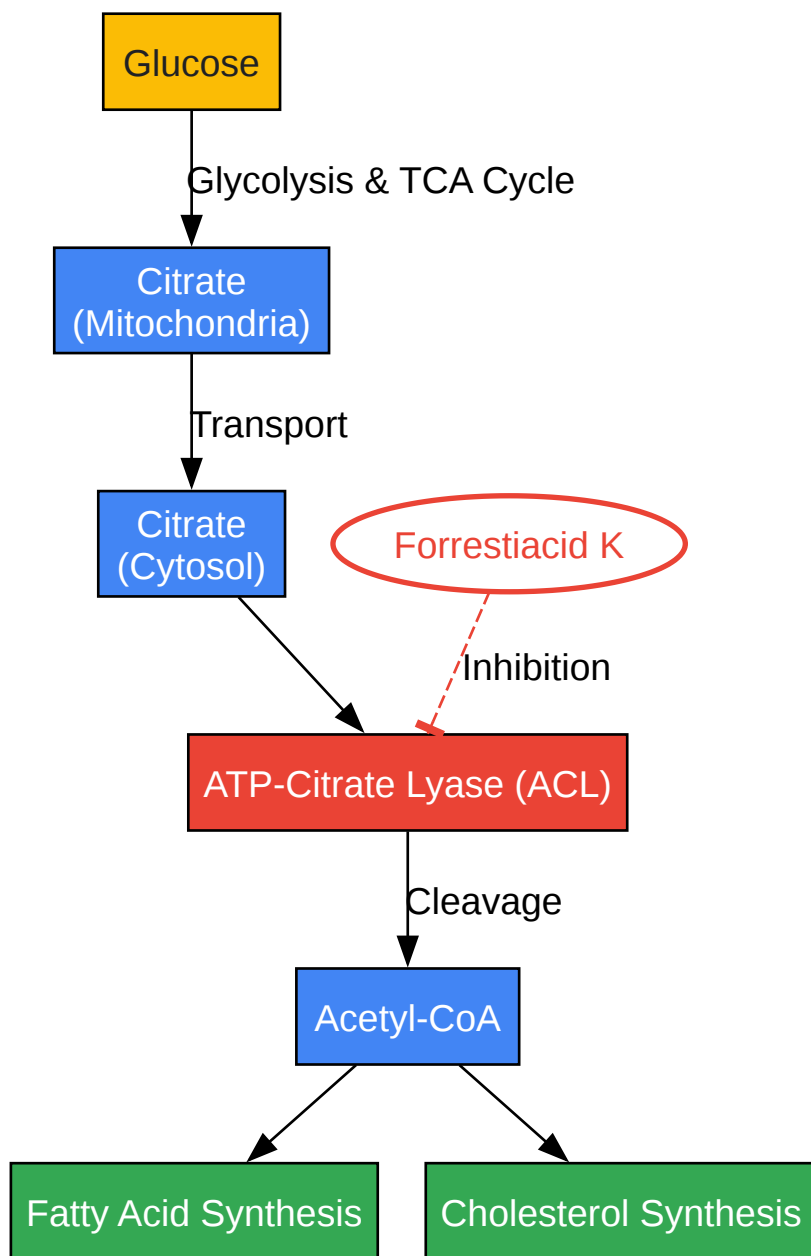 Glucose
Glycolysis & TCA Cycle
Citrate
(Mitochondria)
Transport
Citrate
(Cytosol)
Forrestiacid K
Inhibition
ATP-Citrate Lyase (ACL)
Cleavage
Acetyl-CoA
Fatty Acid Synthesis
Cholesterol Synthesis